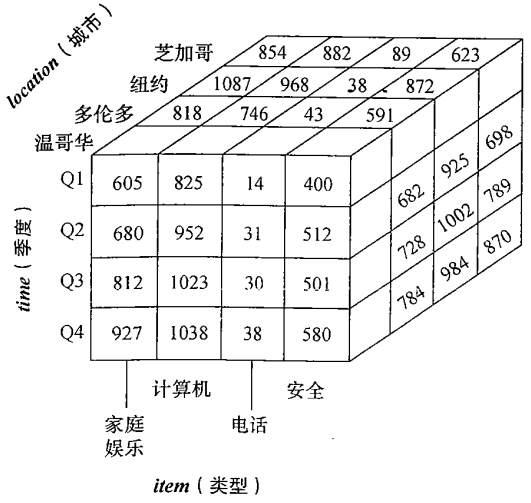 location（城市）
芝加哥 854 882 89 623
纽约 1087 968 38 872
多伦多 818 746 43 591
温哥华
Q1 605 825 14 400 682 925 698
Q2 680 952 31 512 728 1002 789
Q3 812 1023 30 501 784 984 870
Q4 927 1038 38 580
time（季度）
计算机 安全
家庭 电话
娱乐
item（类型）